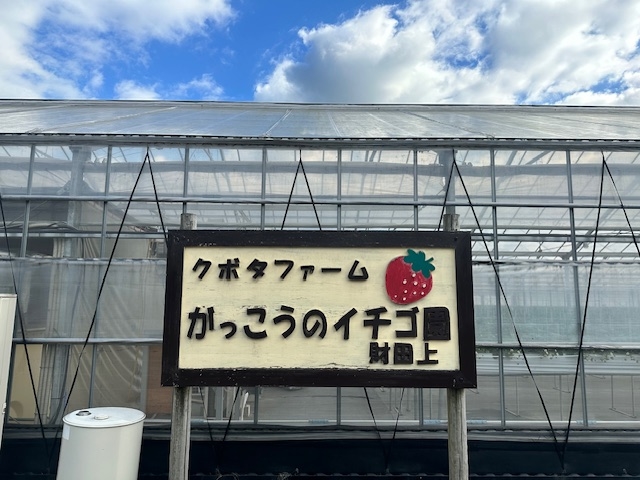 クボタファーム
がっこうのイチゴ園
財田上